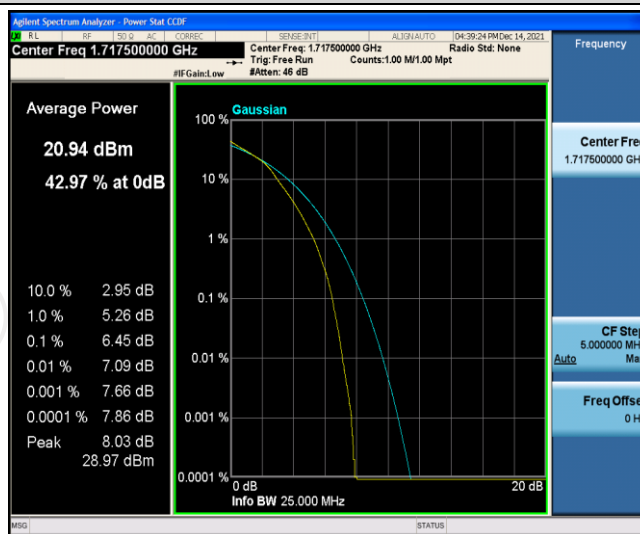 Agilent Spectrum Analyzer - Power Stat CCDF
RL RF 50 Ω AC CORREC SENSE:INT ALIGNAUTO 04:39:24 PM Dec 14, 2021
Center Freq 1.717500000 GHz
Center Freq: 1.717500000 GHz Radio Std: None
Trig: Free Run Counts:1.00 M/1.00 Mpt
#IFGain:Low #Atten: 46 dB
Frequency
Average Power
20.94 dBm
42.97 % at 0dB
10.0 % 2.95 dB
1.0 % 5.26 dB
0.1 % 6.45 dB
0.01 % 7.09 dB
0.001 % 7.66 dB
0.0001 % 7.86 dB
Peak 8.03 dB
28.97 dBm
Gaussian
100 %
10 %
1 %
0.1 %
0.01 %
0.001 %
0.0001 %
0 dB 20 dB
Info BW 25.000 MHz
Center Fre
1.717500000 GH
CF Step
5.000000 MH
Auto Ma
Freq Offse
0 H
MSG STATUS